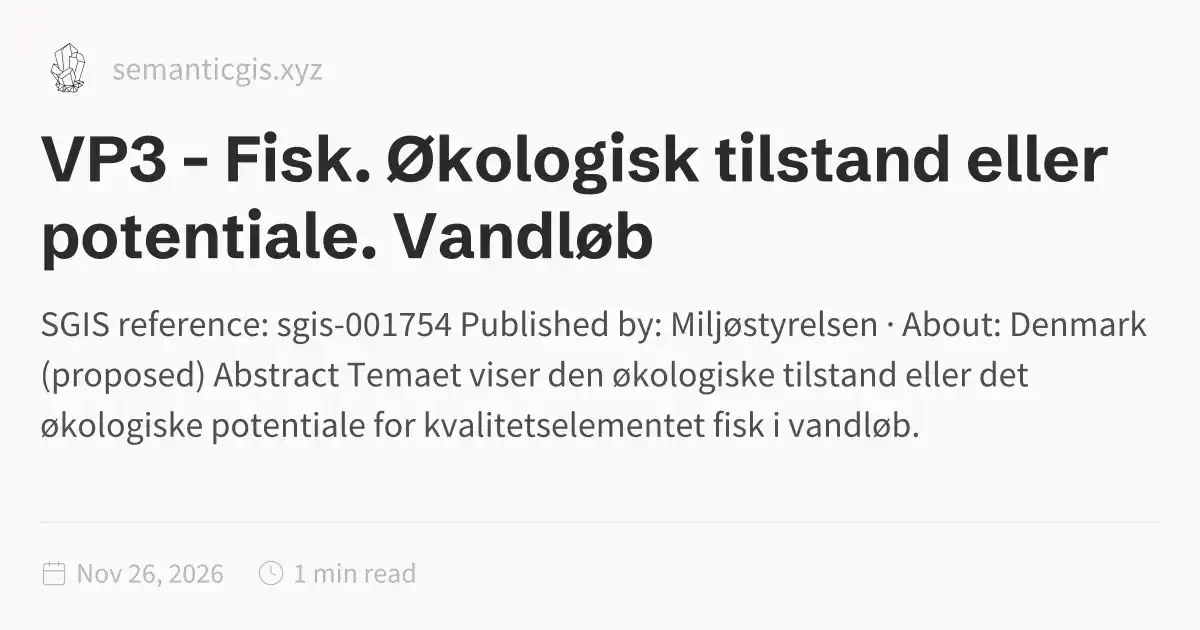 semanticgis.xyz
VP3 - Fisk. Økologisk tilstand eller
potentiale. Vandløb
SGIS reference: sgis-001754 Published by: Miljøstyrelsen · About: Denmark
(proposed) Abstract Temaet viser den økologiske tilstand eller det
økologiske potentiale for kvalitetselementet fisk i vandløb.
Nov 26, 2026 1 min read